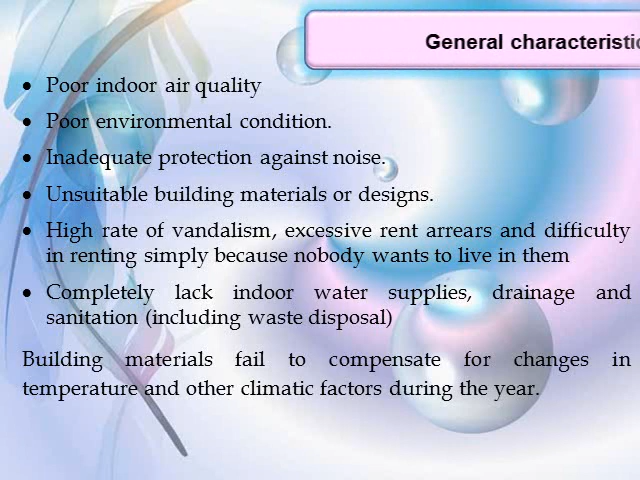 General characteristic
• Poor indoor air quality
• Poor environmental condition.
• Inadequate protection against noise.
• Unsuitable building materials or designs.
• High rate of vandalism, excessive rent arrears and difficulty
in renting simply because nobody wants to live in them
• Completely lack indoor water supplies, drainage and
sanitation (including waste disposal)
Building materials fail to compensate for changes in
temperature and other climatic factors during the year.